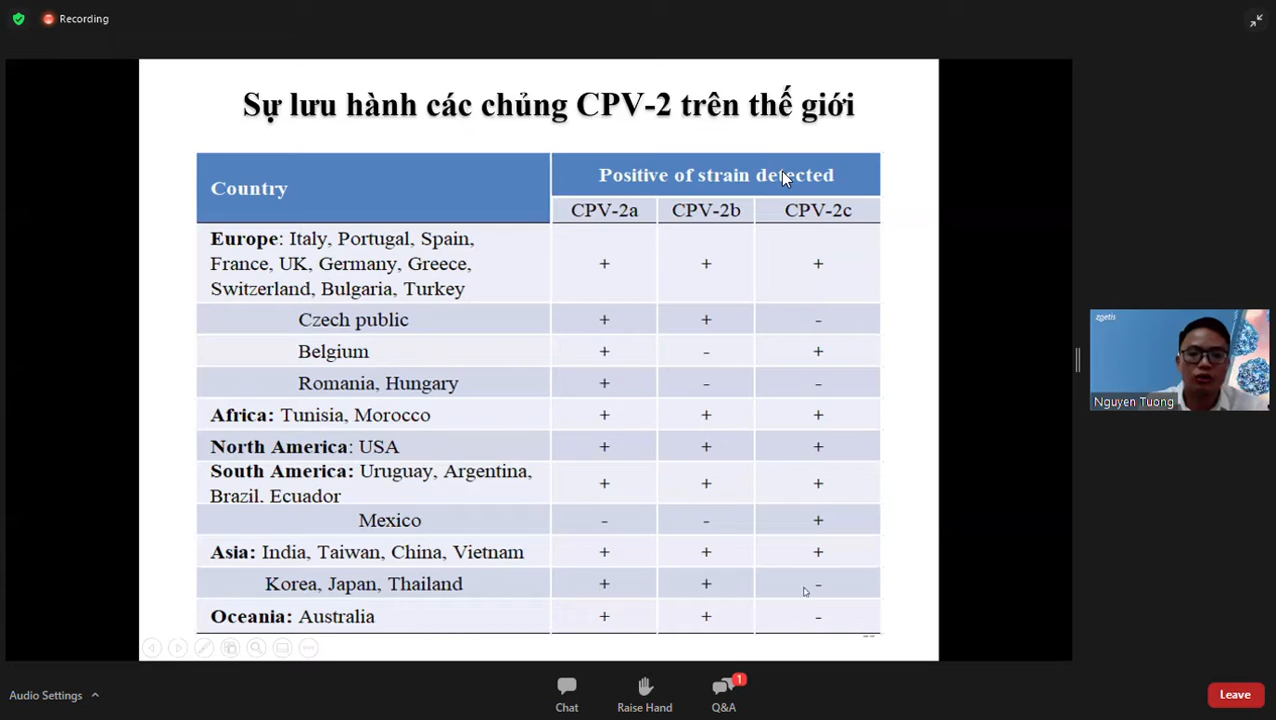 Recording
Sự lưu hành các chủng CPV-2 trên thế giới
Country
Positive of strain detected
CPV-2a CPV-2b CPV-2c
Europe: Italy, Portugal, Spain,
France, UK, Germany, Greece,
Switzerland, Bulgaria, Turkey
+ + +
Czech public + + -
Belgium + - +
Romania, Hungary + - -
Africa: Tunisia, Morocco + + +
North America: USA + + +
South America: Uruguay, Argentina,
Brazil, Ecuador
+ + +
Mexico - - +
Asia: India, Taiwan, China, Vietnam + + +
Korea, Japan, Thailand + + -
Oceania: Australia + + -
zoetis
Nguyen Tuong
Audio Settings
Chat
Raise Hand
1
Q&A
Leave